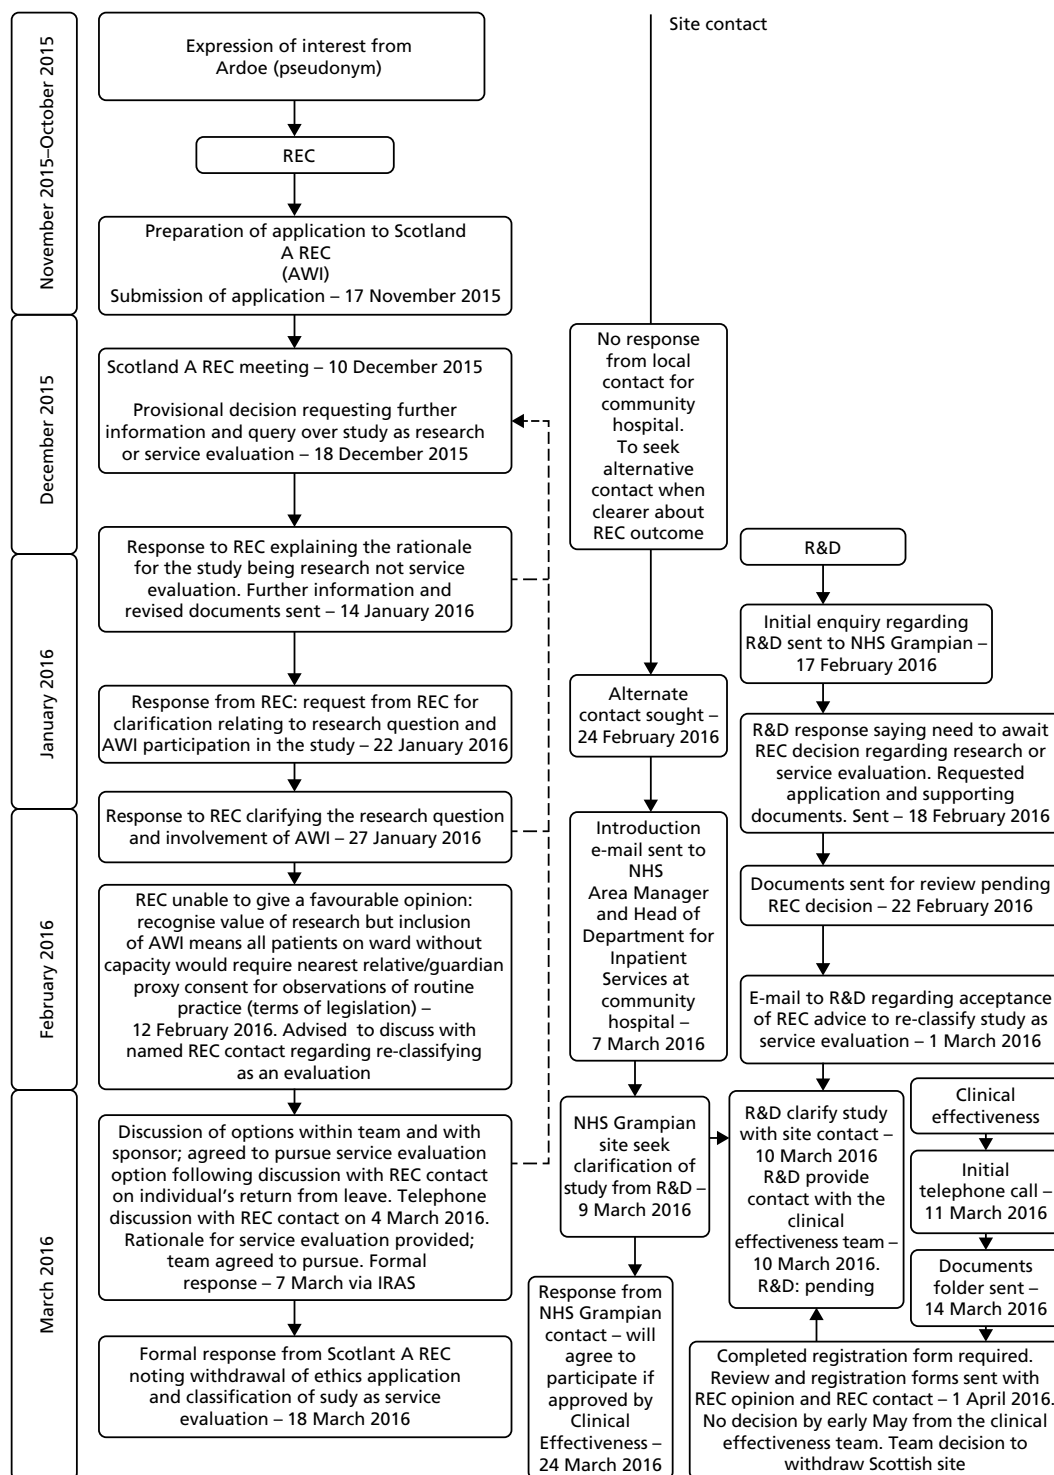 November 2015–October 2015
December 2015
January 2016
February 2016
March 2016
Expression of interest from
Ardoe (pseudonym)
REC
Preparation of application to Scotland
A REC
(AWI)
Submission of application – 17 November 2015
Scotland A REC meeting – 10 December 2015
Provisional decision requesting further
information and query over study as research
or service evaluation – 18 December 2015
Response to REC explaining the rationale
for the study being research not service
evaluation. Further information and
revised documents sent – 14 January 2016
Response from REC: request from REC for
clarification relating to research question and
AWI participation in the study – 22 January 2016
Response to REC clarifying the research question
and involvement of AWI – 27 January 2016
REC unable to give a favourable opinion:
recognise value of research but inclusion
of AWI means all patients on ward without
capacity would require nearest relative/guardian
proxy consent for observations of routine
practice (terms of legislation) –
12 February 2016. Advised to discuss with
named REC contact regarding re-classifying
as an evaluation
Discussion of options within team and with
sponsor; agreed to pursue service evaluation
option following discussion with REC contact
on individual's return from leave. Telephone
discussion with REC contact on 4 March 2016.
Rationale for service evaluation provided;
team agreed to pursue. Formal
response – 7 March via IRAS
Formal response from Scotlant A REC
noting withdrawal of ethics application
and classification of sudy as service
evaluation – 18 March 2016
Site contact
No response
from local
contact for
community
hospital.
To seek
alternative
contact when
clearer about
REC outcome
Alternate
contact sought –
24 February 2016
Introduction
e-mail sent to
NHS
Area Manager
and Head of
Department for
Inpatient
Services at
community
hospital –
7 March 2016
NHS Grampian
site seek
clarification of
study from R&D –
9 March 2016
Response from
NHS Grampian
contact – will
agree to
participate if
approved by
Clinical
Effectiveness –
24 March 2016
R&D
Initial enquiry regarding
R&D sent to NHS Grampian –
17 February 2016
R&D response saying need to await
REC decision regarding research or
service evaluation. Requested
application and supporting
documents. Sent – 18 February 2016
Documents sent for review pending
REC decision – 22 February 2016
E-mail to R&D regarding acceptance
of REC advice to re-classify study as
service evaluation – 1 March 2016
R&D clarify study
with site contact –
10 March 2016
R&D provide
contact with the
clinical
effectiveness team –
10 March 2016.
R&D: pending
Clinical
effectiveness
Initial
telephone call –
11 March 2016
Documents
folder sent –
14 March 2016
Completed registration form required.
Review and registration forms sent with
REC opinion and REC contact – 1 April 2016.
No decision by early May from the clinical
effectiveness team. Team decision to
withdraw Scottish site